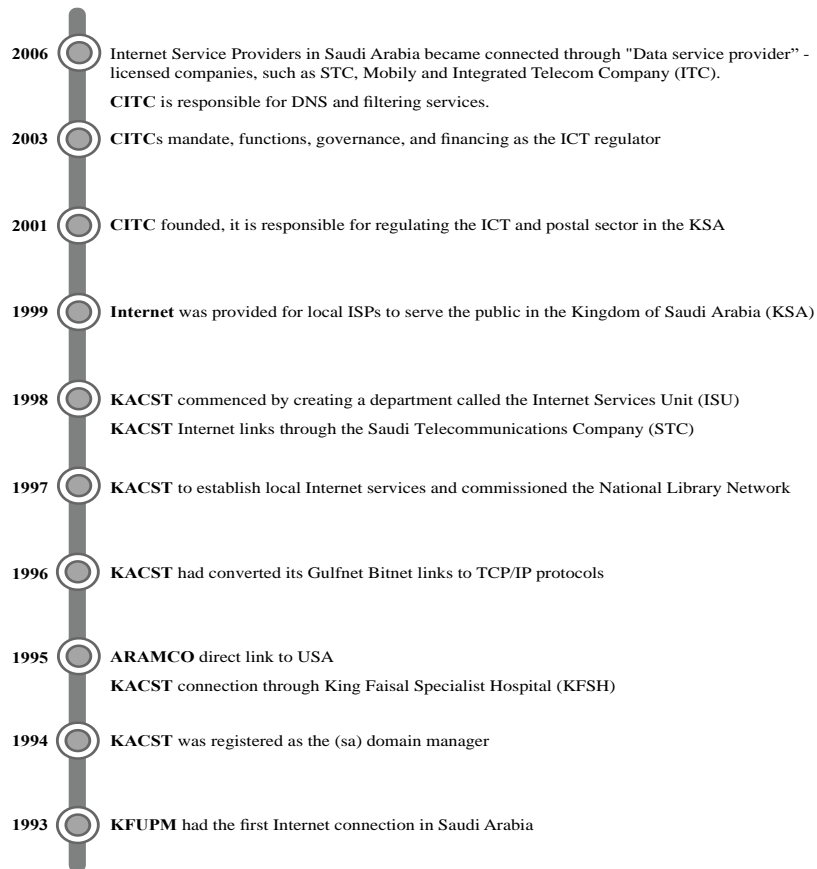 2006 Internet Service Providers in Saudi Arabia became connected through "Data service provider” -
licensed companies, such as STC, Mobily and Integrated Telecom Company (ITC).
CITC is responsible for DNS and filtering services.
2003 CITCs mandate, functions, governance, and financing as the ICT regulator
2001 CITC founded, it is responsible for regulating the ICT and postal sector in the KSA
1999 Internet was provided for local ISPs to serve the public in the Kingdom of Saudi Arabia (KSA)
1998 KACST commenced by creating a department called the Internet Services Unit (ISU)
KACST Internet links through the Saudi Telecommunications Company (STC)
1997 KACST to establish local Internet services and commissioned the National Library Network
1996 KACST had converted its Gulfnet Bitnet links to TCP/IP protocols
1995 ARAMCO direct link to USA
KACST connection through King Faisal Specialist Hospital (KFSH)
1994 KACST was registered as the (sa) domain manager
1993 KFUPM had the first Internet connection in Saudi Arabia